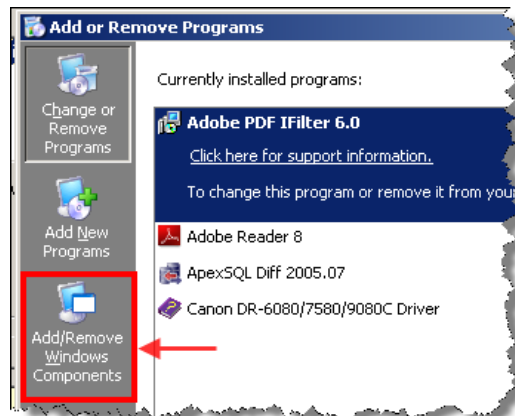 Add or Remove Programs
Change or
Remove
Programs
Add New
Programs
Add/Remove
Windows
Components
Currently installed programs:
Adobe PDF IFilter 6.0
Click here for support information.
To change this program or remove it from
Adobe Reader 8
ApexSQL Diff 2005.07
Canon DR-6080/7580/9080C Driver